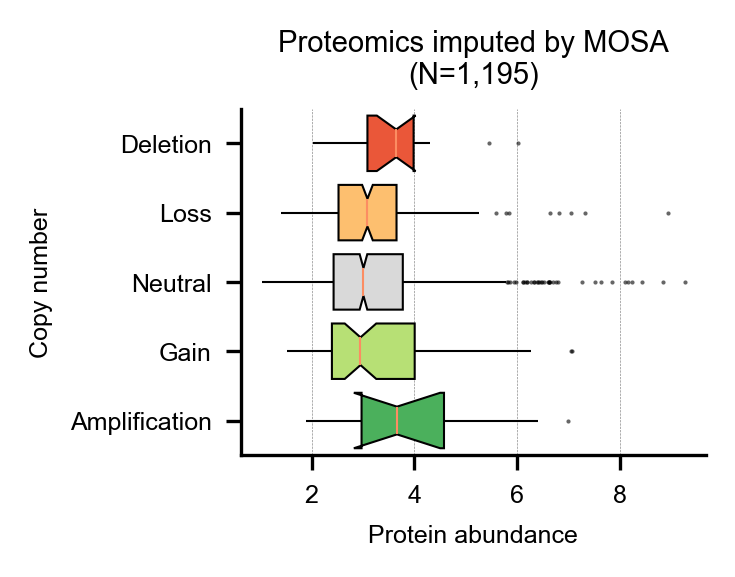 Proteomics imputed by MOSA
(N=1,195)
Deletion
Loss
Neutral
Gain
Amplification
Copy number
2 4 6 8
Protein abundance